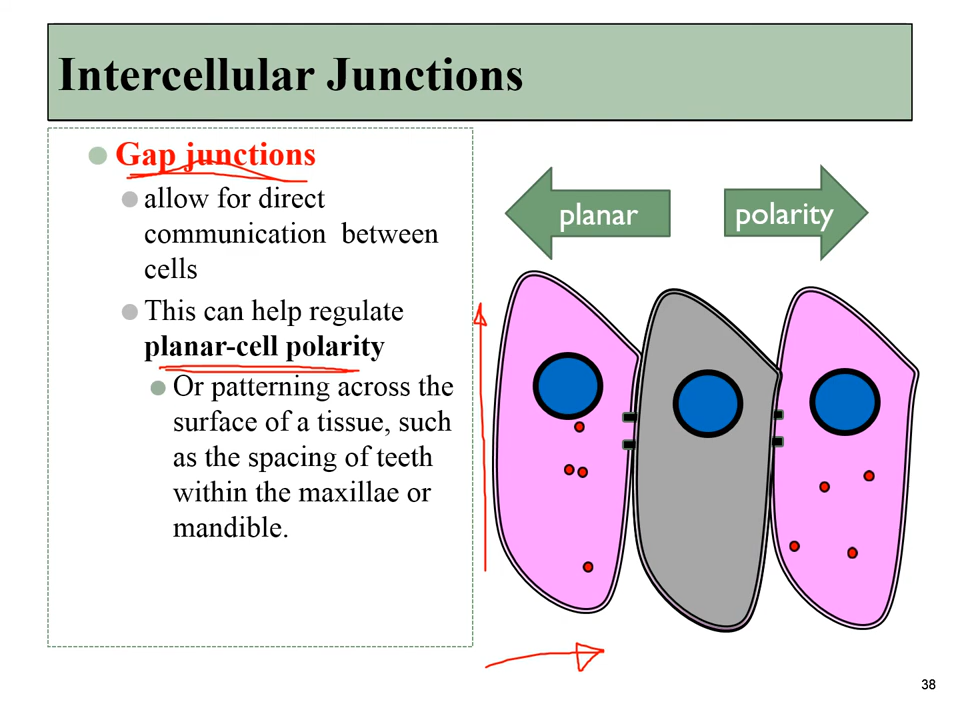 Intercellular Junctions
Gap junctions
allow for direct
communication between
cells
This can help regulate
planar-cell polarity
Or patterning across the
surface of a tissue, such
as the spacing of teeth
within the maxillae or
mandible.
planar
polarity
38